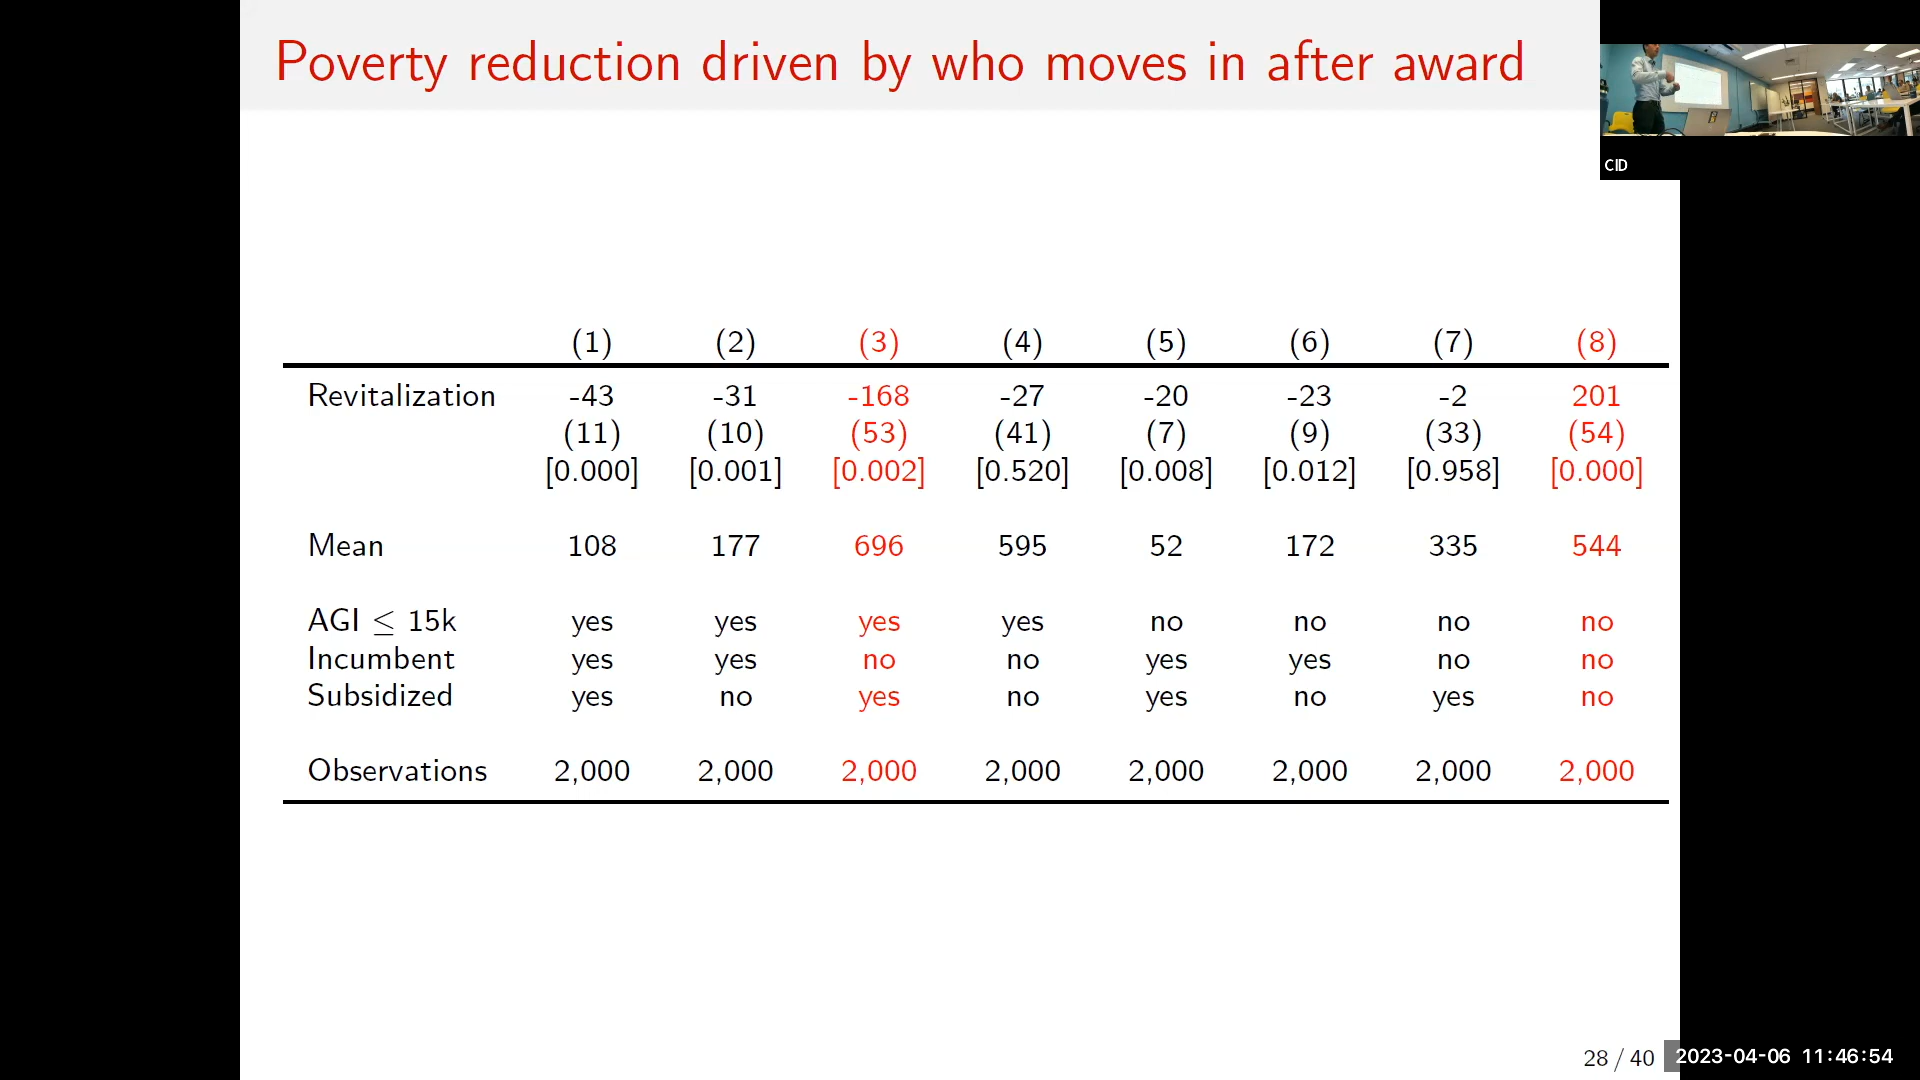 Poverty reduction driven by who moves in after award
CID
(1) (2) (3) (4) (5) (6) (7) (8)
Revitalization -43 -31 -168 -27 -20 -23 -2 201
(11) (10) (53) (41) (7) (9) (33) (54)
[0.000] [0.001] [0.002] [0.520] [0.008] [0.012] [0.958] [0.000]
Mean 108 177 696 595 52 172 335 544
AGI ≤ 15k yes yes yes yes no no no no
Incumbent yes yes no no yes yes no no
Subsidized yes no yes no yes no yes no
Observations 2,000 2,000 2,000 2,000 2,000 2,000 2,000 2,000
28 / 40
2023-04-06 11:46:54